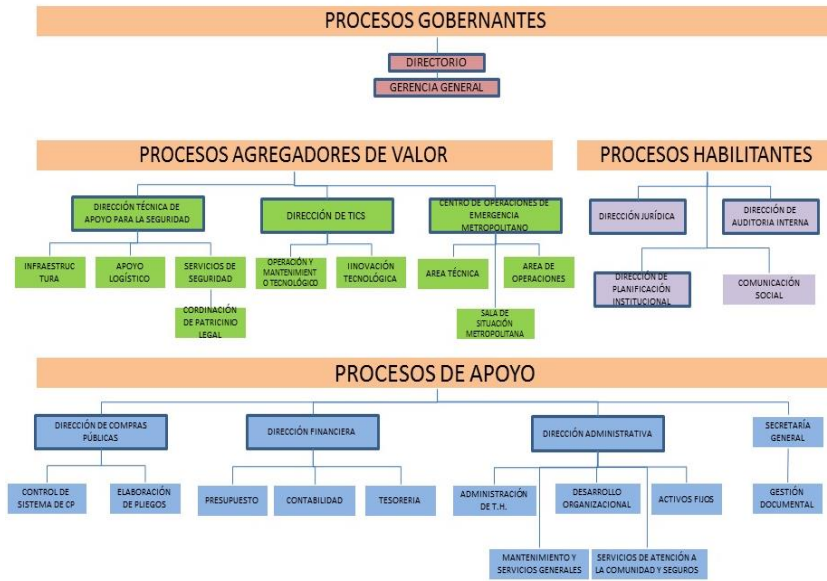 PROCESOS GOBERNANTES
DIRECTORIO
GERENCIA GENERAL
PROCESOS AGREGADORES DE VALOR
DIRECCIÓN TÉCNICA DE
APOYO PARA LA SEGURIDAD
DIRECCIÓN DE TICS
CENTRO DE OPERACIONES DE
EMERGENCIA
METROPOLITANO
INFRAESTRUC
TURA
APOYO
LOGÍSTICO
SERVICIOS DE
SEGURIDAD
OPERACIÓN Y
MANTENIMIENT
O TECNOLÓGICO
IINOVACIÓN
TECNOLÓGICA
AREA TÉCNICA
AREA DE
OPERACIONES
CORDINACIÓN
DE PATRICINIO
LEGAL
SALA DE
SITUACIÓN
METROPOLITANA
PROCESOS HABILITANTES
DIRECCIÓN JURÍDICA
DIRECCIÓN DE
AUDITORIA INTERNA
DIRECCIÓN DE
PLANIFICACIÓN
INSTITUCIONAL
COMUNICACIÓN
SOCIAL
PROCESOS DE APOYO
DIRECCIÓN DE COMPRAS
PÚBLICAS
DIRECCIÓN FINANCIERA
DIRECCIÓN ADMINISTRATIVA
SECRETARÍA
GENERAL
CONTROL DE
SISTEMA DE CP
ELABORACIÓN
DE PLIEGOS
PRESUPUESTO
CONTABILIDAD
TESORERIA
ADMINISTRACIÓN
DE T.H.
DESARROLLO
ORGANIZACIONAL
ACTIVOS FIJOS
GESTIÓN
DOCUMENTAL
MANTENIMIENTO Y
SERVICIOS GENERALES
SERVICIOS DE ATENCIÓN A
LA COMUNIDAD Y SEGUROS